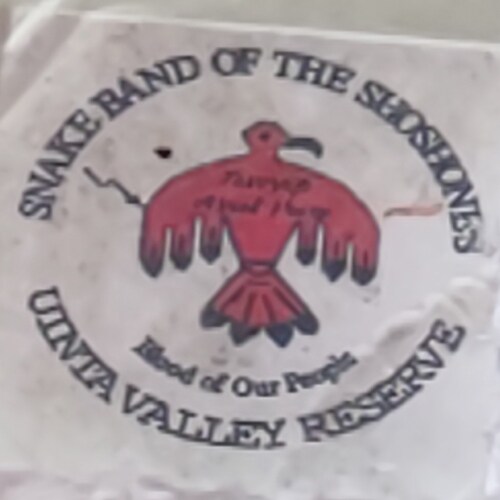 SNAKE BAND OF THE SHOSHONES
Blood of Our People
UINTA VALLEY RESERVE